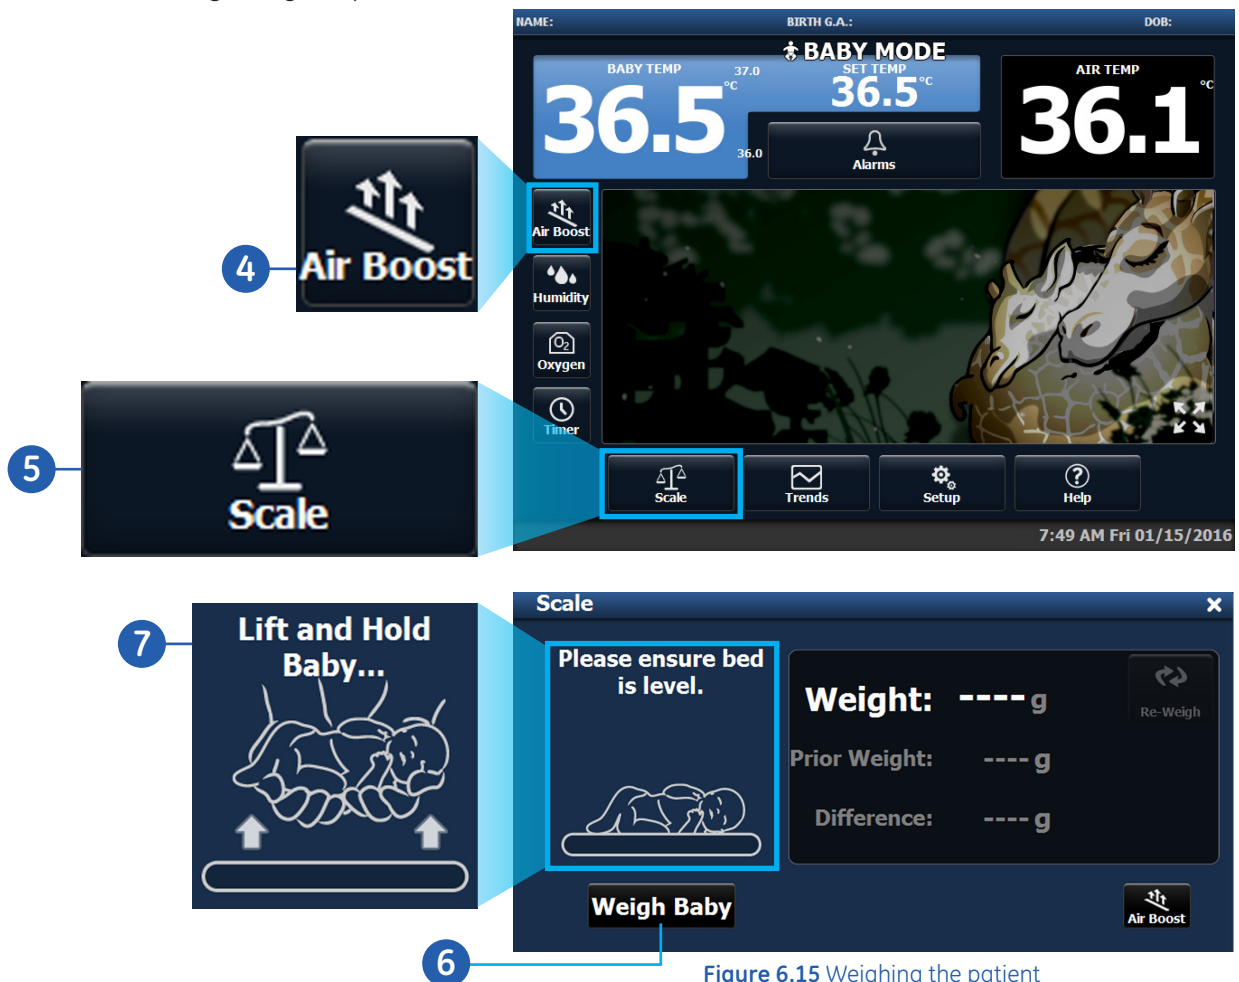 NAME: BIRTH G.A.: DOB:
BABY MODE
BABY TEMP 37.0 SET TEMP AIR TEMP
36.5 °C 36.5 °C 36.1 °C
36.0
Alarms
4 Air Boost
Air Boost
Humidity
O2
Oxygen
Timer
5 Scale
Scale Trends Setup ? Help
7:49 AM Fri 01/15/2016
7 Lift and Hold
Baby...
Scale
Please ensure bed
is level.
Weight: ---- g
Re-Weigh
Prior Weight: ---- g
Difference: ---- g
Weigh Baby
Air Boost
6
Figure 6.15 Weighing the patient